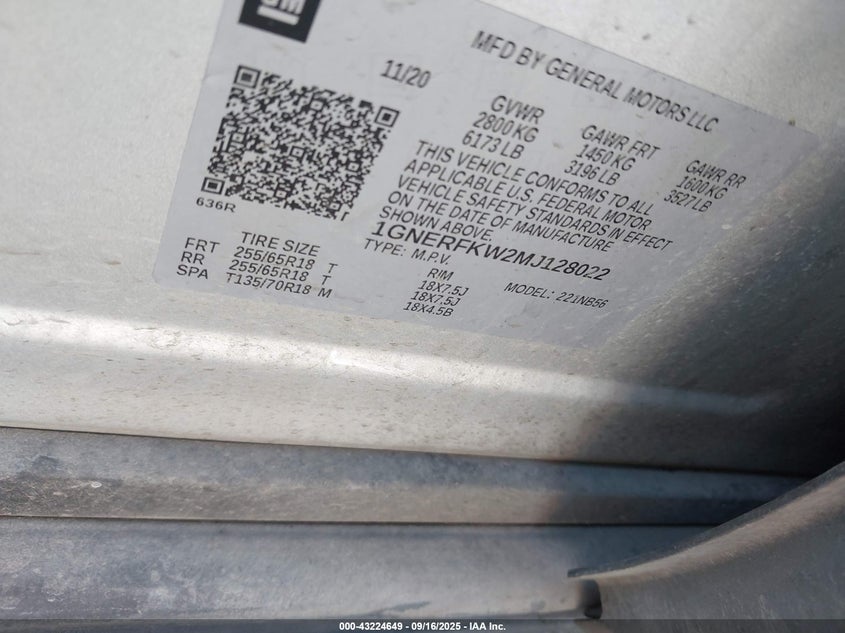 GM
MFD BY GENERAL MOTORS LLC
11/20
GVWR
2800 KG
6173 LB
GAWR FRT
1450 KG
3196 LB
GAWR RR
1600 KG
3527 LB
THIS VEHICLE CONFORMS TO ALL
APPLICABLE U.S. FEDERAL MOTOR
VEHICLE SAFETY STANDARDS IN EFFECT
ON THE DATE OF MANUFACTURE
SHOWN ABOVE
1GNERFKW2MJ128022
TYPE: M.P.V.
MODEL: 221NB56
636R
TIRE SIZE
RIM
FRT 255/65R18 T 18X7.5J
RR 255/65R18 T 18X7.5J
SPA T135/70R18 M 18X4.5B
000-43224649 - 09/16/2025 - IAA Inc.